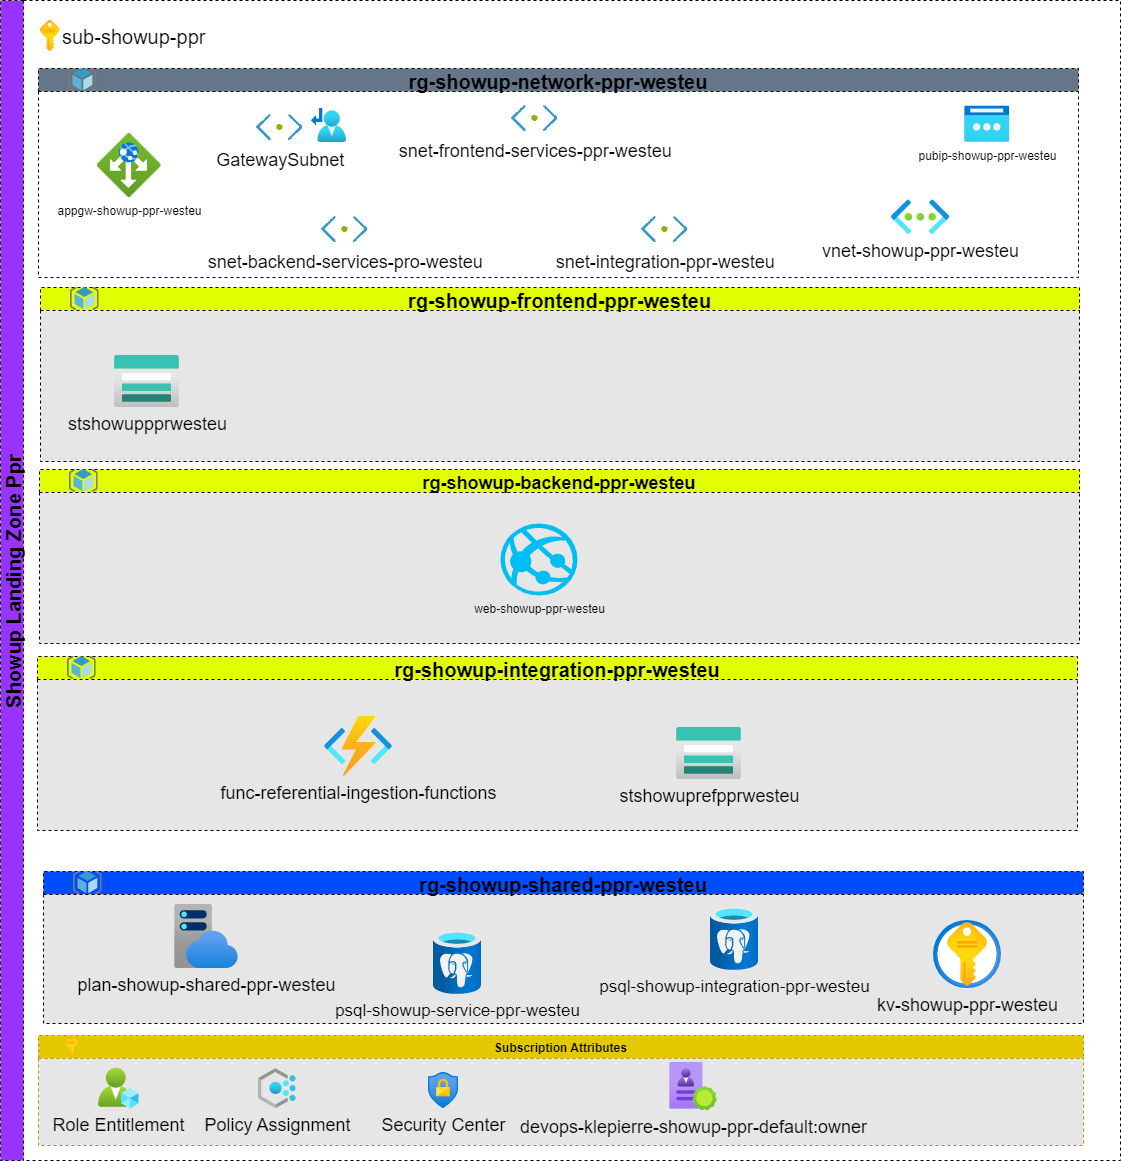 sub-showup-ppr
Showup Landing Zone Ppr
rg-showup-network-ppr-westeu
appgw-showup-ppr-westeu
GatewaySubnet
snet-frontend-services-ppr-westeu
pubip-showup-ppr-westeu
snet-backend-services-pro-westeu
snet-integration-ppr-westeu
vnet-showup-ppr-westeu
rg-showup-frontend-ppr-westeu
stshowuppprwesteu
rg-showup-backend-ppr-westeu
web-showup-ppr-westeu
rg-showup-integration-ppr-westeu
func-referential-ingestion-functions
stshowuprefpprwesteu
rg-showup-shared-ppr-westeu
plan-showup-shared-ppr-westeu
psql-showup-service-ppr-westeu
psql-showup-integration-ppr-westeu
kv-showup-ppr-westeu
Subscription Attributes
Role Entitlement
Policy Assignment
Security Center
devops-klepierre-showup-ppr-default:owner